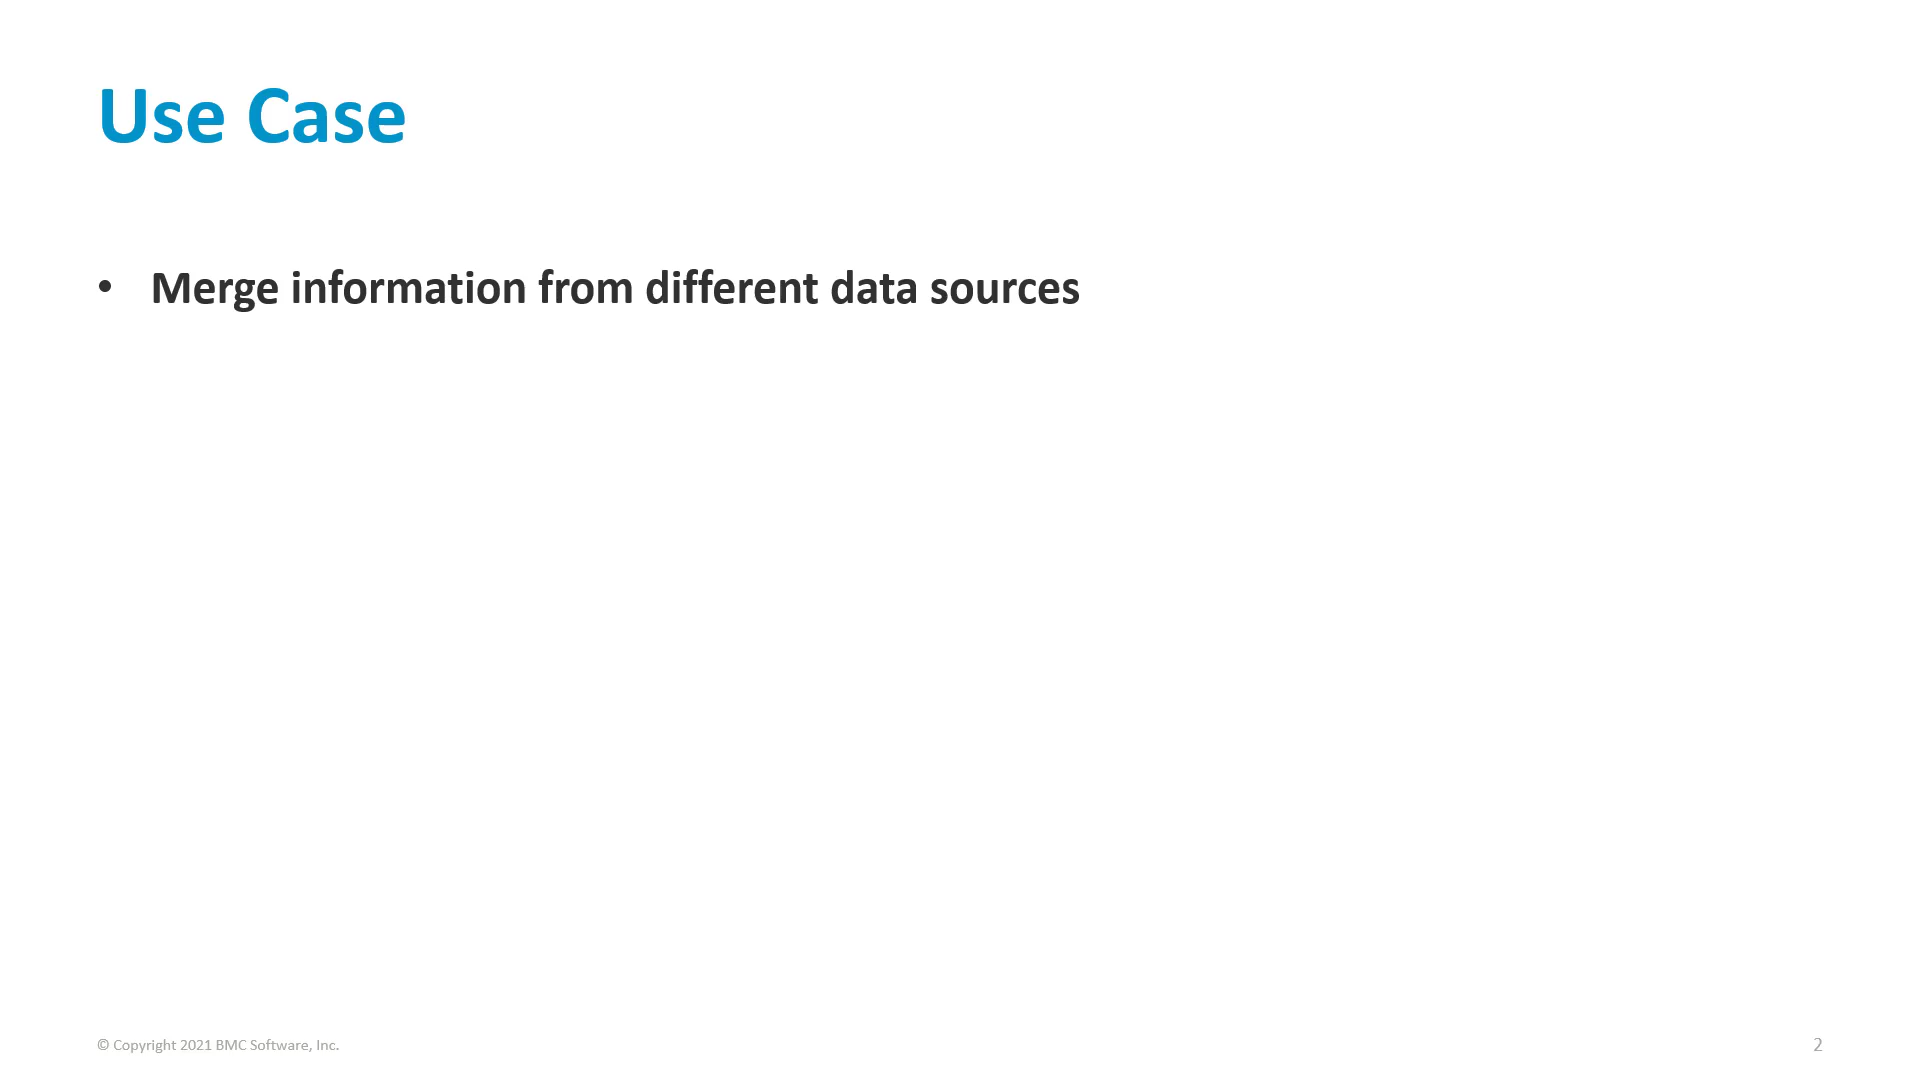 Use Case
• Merge information from different data sources
© Copyright 2021 BMC Software, Inc.
2